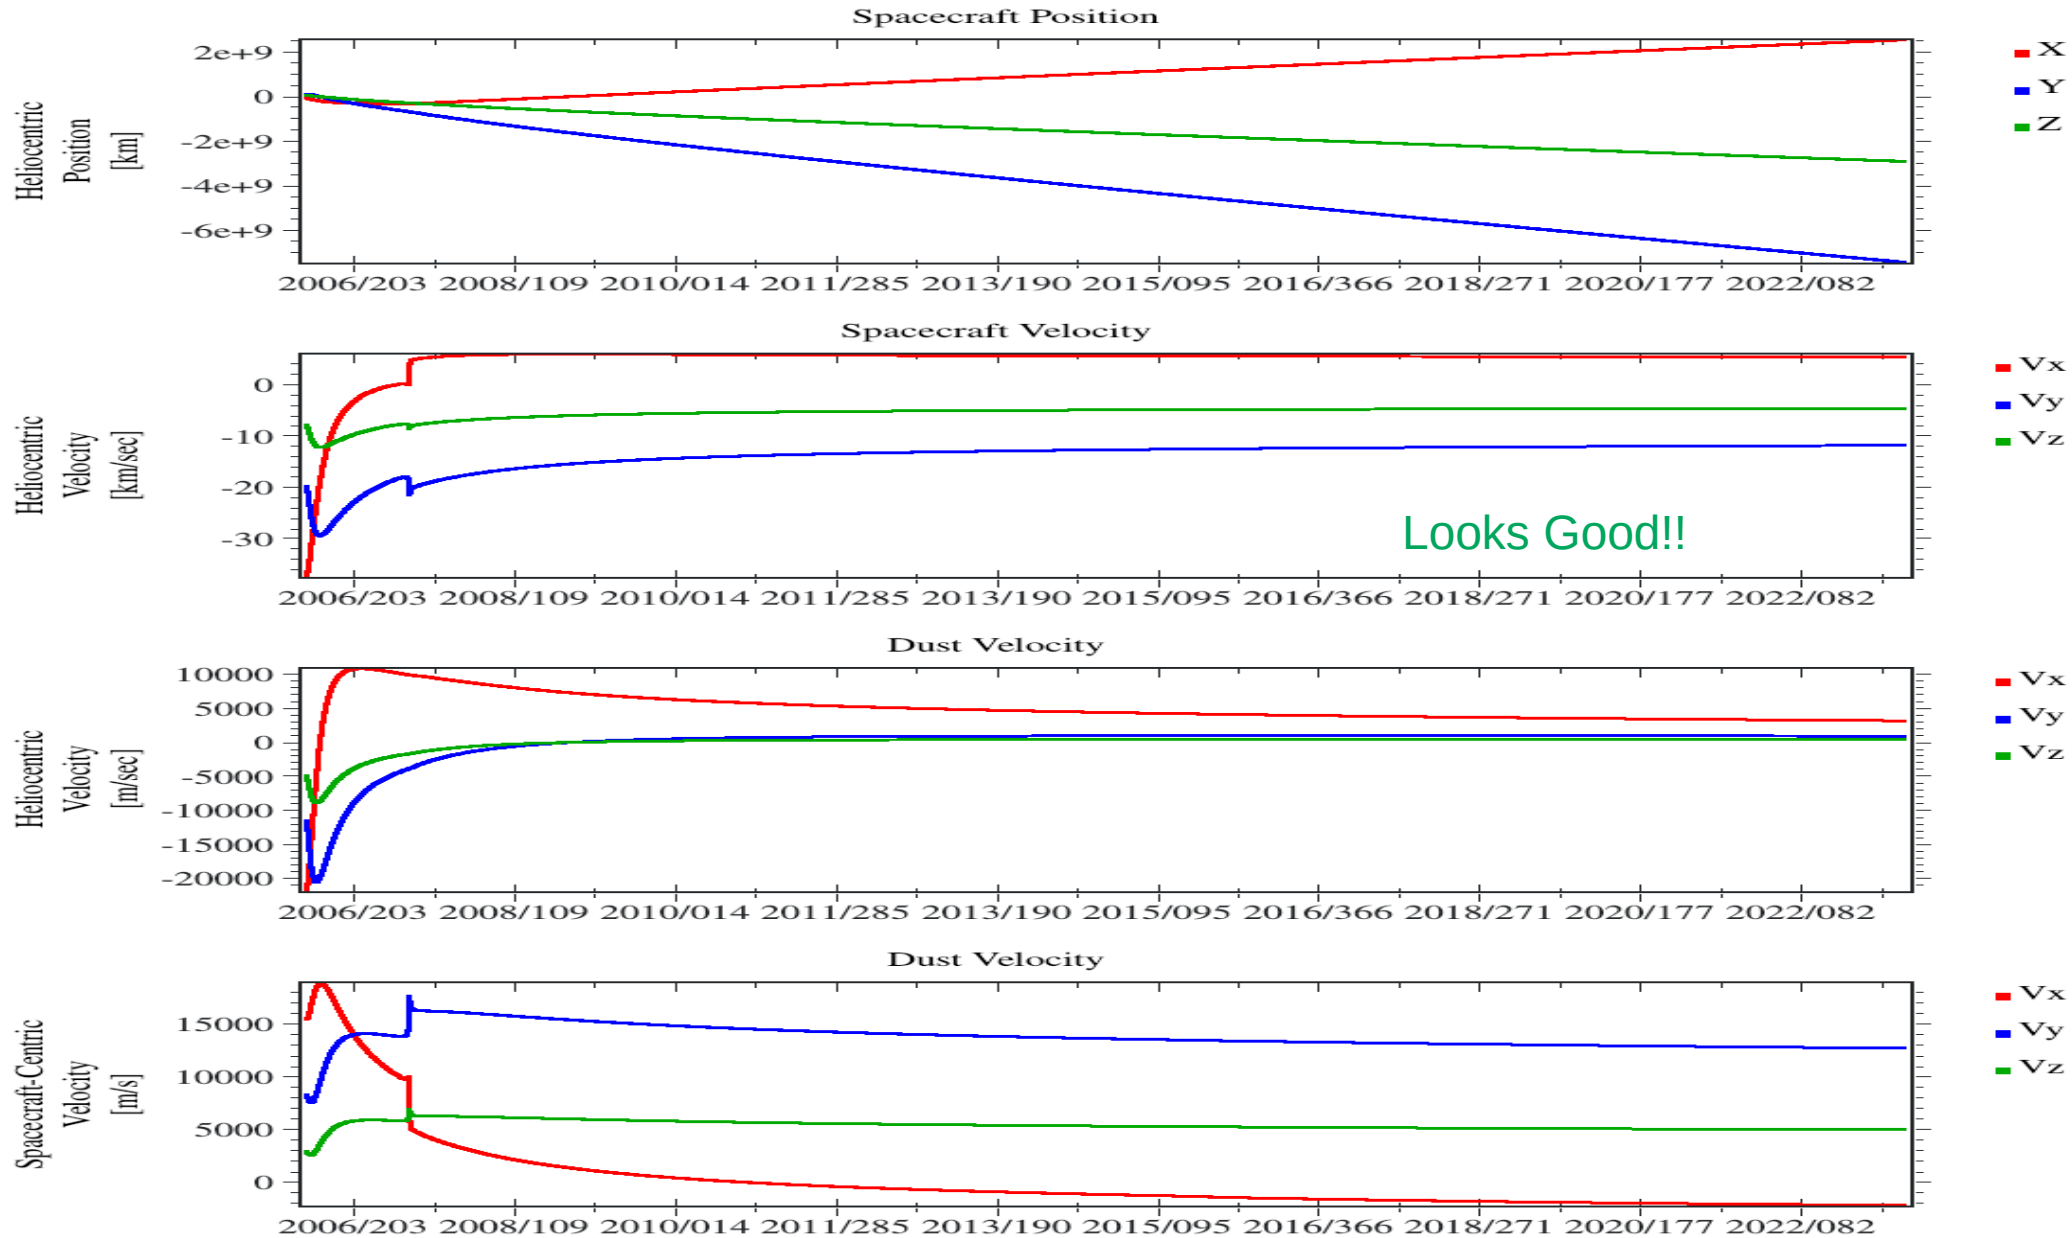 Spacecraft Position
Heliocentric
Position
[km]
2e+9
0
-2e+9
-4e+9
-6e+9
X
Y
Z
2006/203 2008/109 2010/014 2011/285 2013/190 2015/095 2016/366 2018/271 2020/177 2022/082
Spacecraft Velocity
Heliocentric
Velocity
[km/sec]
0
-10
-20
-30
Vx
Vy
Vz
Looks Good!!
2006/203 2008/109 2010/014 2011/285 2013/190 2015/095 2016/366 2018/271 2020/177 2022/082
Dust Velocity
Heliocentric
Velocity
[m/sec]
10000
5000
0
-5000
-10000
-15000
-20000
Vx
Vy
Vz
2006/203 2008/109 2010/014 2011/285 2013/190 2015/095 2016/366 2018/271 2020/177 2022/082
Dust Velocity
Spacecraft-Centric
Velocity
[m/s]
15000
10000
5000
0
Vx
Vy
Vz
2006/203 2008/109 2010/014 2011/285 2013/190 2015/095 2016/366 2018/271 2020/177 2022/082